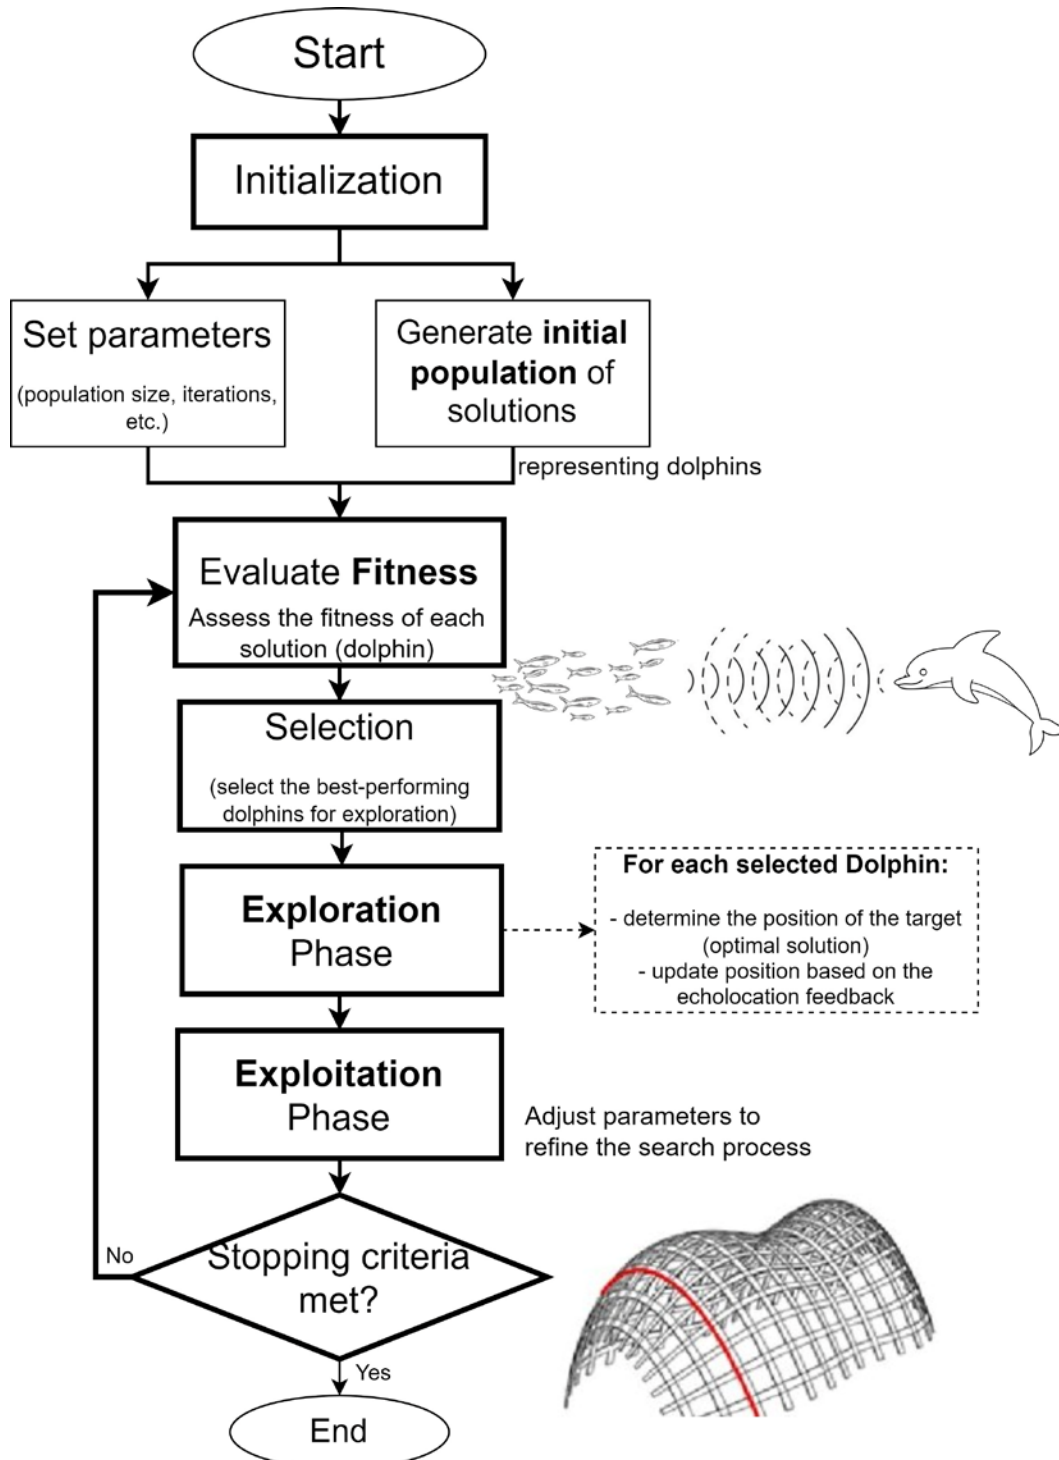 Start
Initialization
Set parameters
(population size, iterations,
etc.)
Generate initial
population of
solutions
representing dolphins
Evaluate Fitness
Assess the fitness of each
solution (dolphin)
Selection
(select the best-performing
dolphins for exploration)
Exploration
Phase
For each selected Dolphin:
- determine the position of the target
(optimal solution)
- update position based on the
echolocation feedback
Exploitation
Phase
Adjust parameters to
refine the search process
Stopping criteria
met?
No
Yes
End